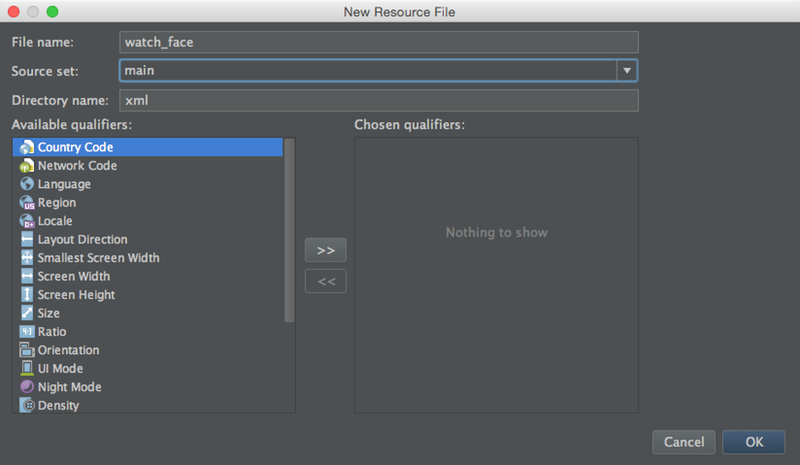 New Resource File
File name: watch_face
Source set: main
Directory name: xml
Available qualifiers:
Country Code
Network Code
Language
Region
Locale
Layout Direction
Smallest Screen Width
Screen Width
Screen Height
Size
Ratio
Orientation
UI Mode
Night Mode
Density
>>
<<
Chosen qualifiers:
Nothing to show
Cancel OK